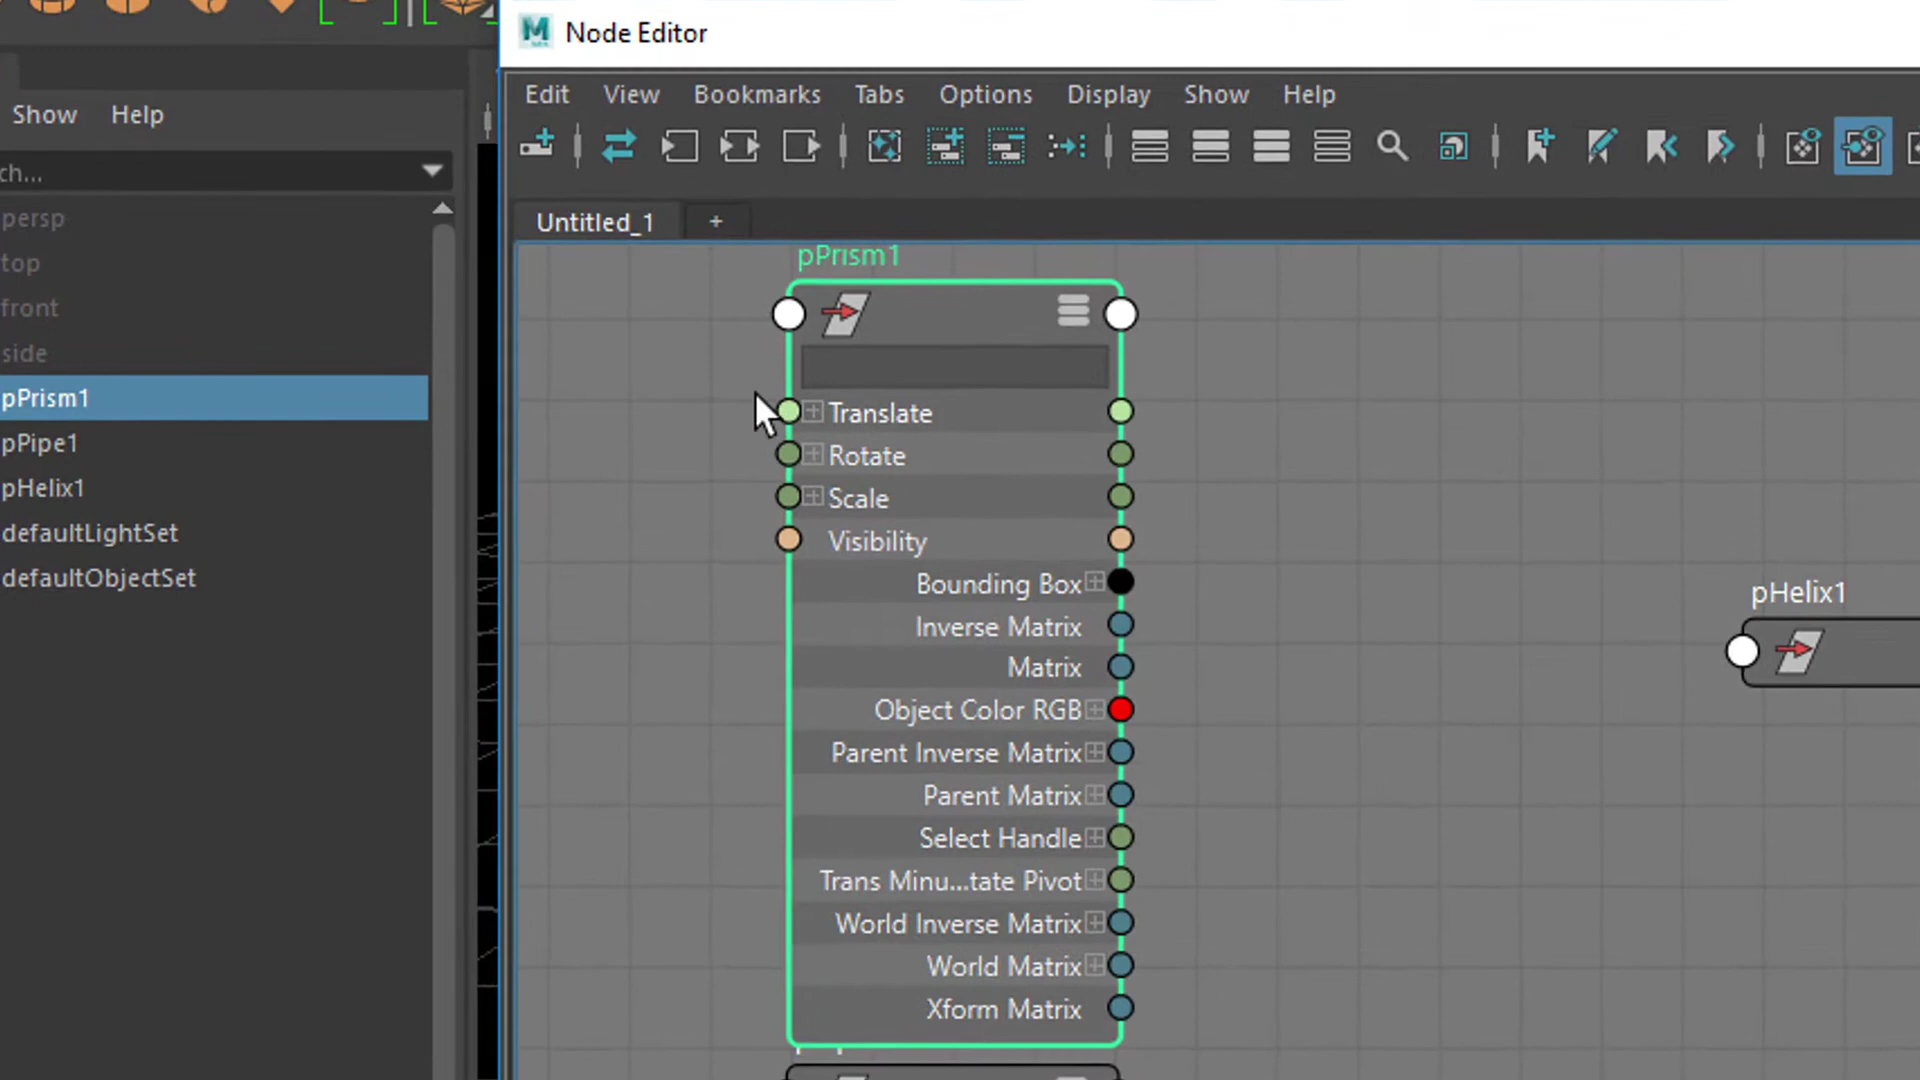 Node Editor
Show Help
Edit View Bookmarks Tabs Options Display Show Help
ch...
Untitled_1 +
persp
top
front
side
pPrism1
pPipe1
pHelix1
defaultLightSet
defaultObjectSet
pPrism1
Translate
Rotate
Scale
Visibility
Bounding Box
Inverse Matrix
Matrix
Object Color RGB
Parent Inverse Matrix
Parent Matrix
Select Handle
Trans Minu...tate Pivot
World Inverse Matrix
World Matrix
Xform Matrix
pHelix1